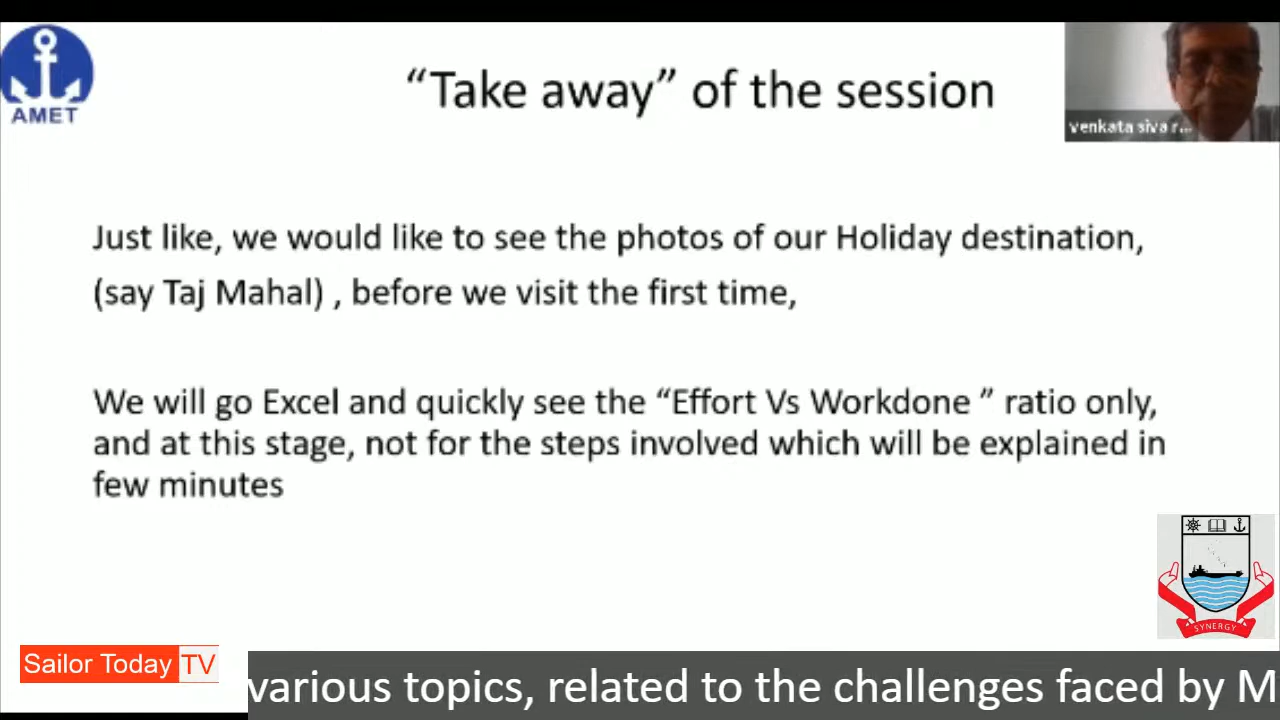 AMET
“Take away” of the session
venkata siva r...
Just like, we would like to see the photos of our Holiday destination,
(say Taj Mahal) , before we visit the first time,
We will go Excel and quickly see the “Effort Vs Workdone ” ratio only,
and at this stage, not for the steps involved which will be explained in
few minutes
SYNERGY
Sailor Today TV
various topics, related to the challenges faced by M